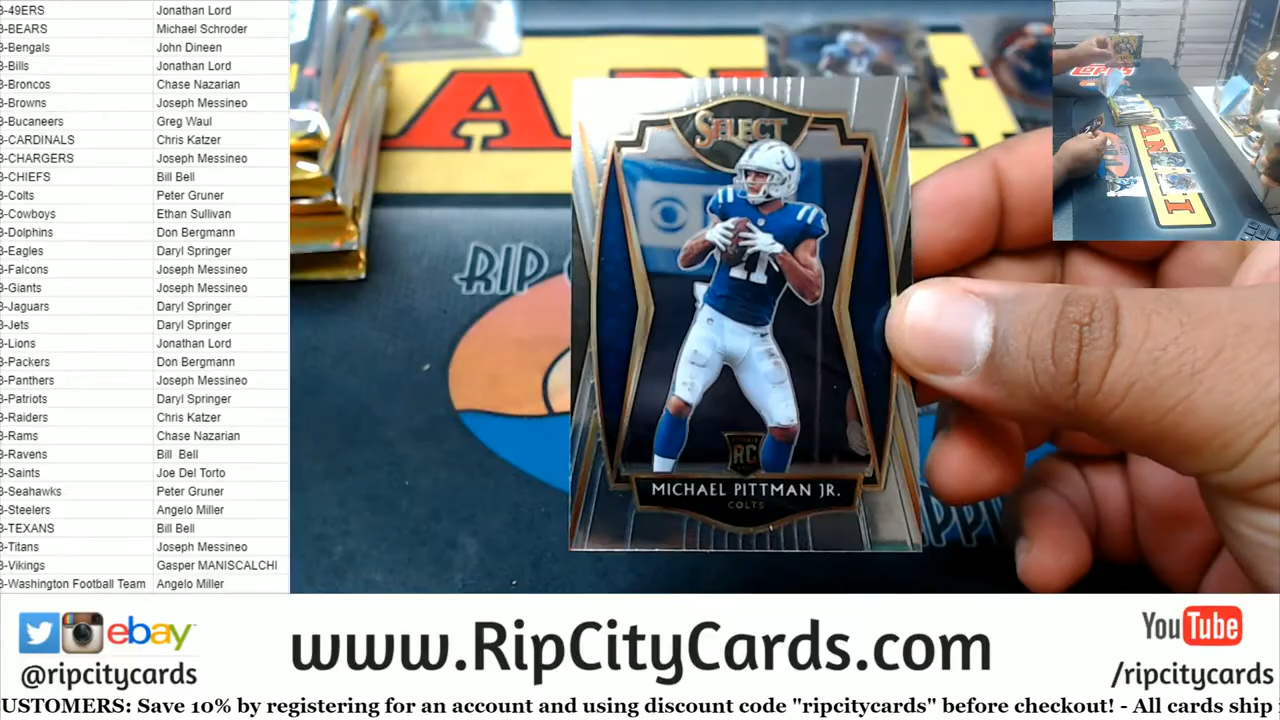 3-49ERS Jonathan Lord
3-BEARS Michael Schroder
3-Bengals John Dineen
3-Bills Jonathan Lord
3-Broncos Chase Nazarian
3-Browns Joseph Messineo
3-Bucaneers Greg Waul
3-CARDINALS Chris Katzer
3-CHARGERS Joseph Messineo
3-CHIEFS Bill Bell
3-Colts Peter Gruner
3-Cowboys Ethan Sullivan
3-Dolphins Don Bergmann
3-Eagles Daryl Springer
3-Falcons Joseph Messineo
3-Giants Joseph Messineo
3-Jaguars Daryl Springer
3-Jets Daryl Springer
3-Lions Jonathan Lord
3-Packers Don Bergmann
3-Panthers Joseph Messineo
3-Patriots Daryl Springer
3-Raiders Chris Katzer
3-Rams Chase Nazarian
3-Ravens Bill Bell
3-Saints Joe Del Torto
3-Seahawks Peter Gruner
3-Steelers Angelo Miller
3-TEXANS Bill Bell
3-Titans Joseph Messineo
3-Vikings Gasper MANISCALCHI
3-Washington Football Team Angelo Miller
SELECT
11
RC
MICHAEL PITTMAN JR.
COLTS
RIP
ebay
@ripcitycards
www.RipCityCards.com
YouTube
/ripcitycards
USTOMERS: Save 10% by registering for an account and using discount code "ripcitycards" before checkout! - All cards ship